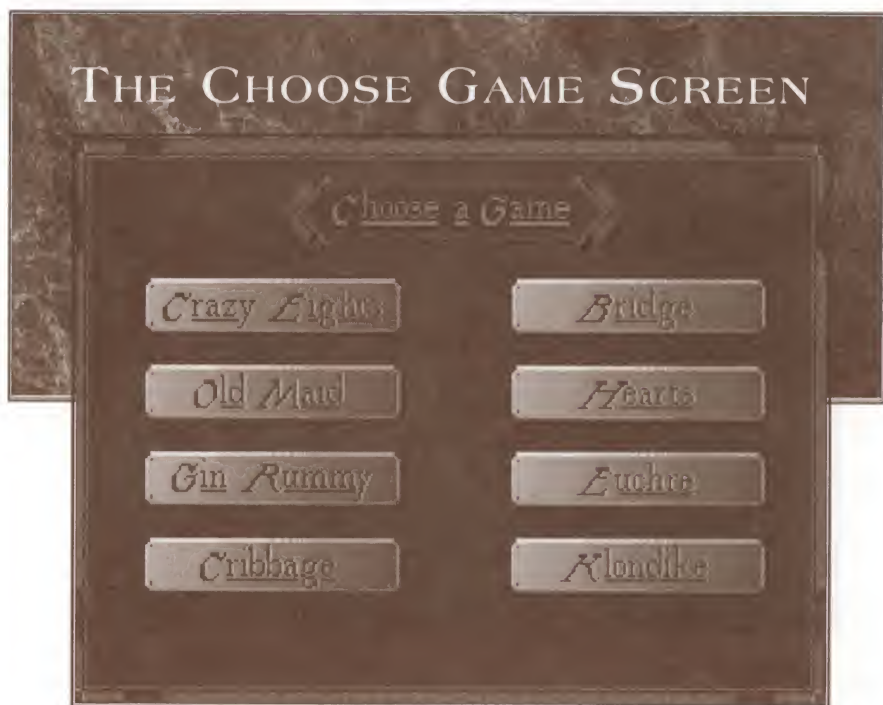 THE CHOOSE GAME SCREEN
Choose a Game
Crazy Eights
Bridge
Old Maid
Hearts
Gin Rummy
Euchre
Cribbage
Klondike